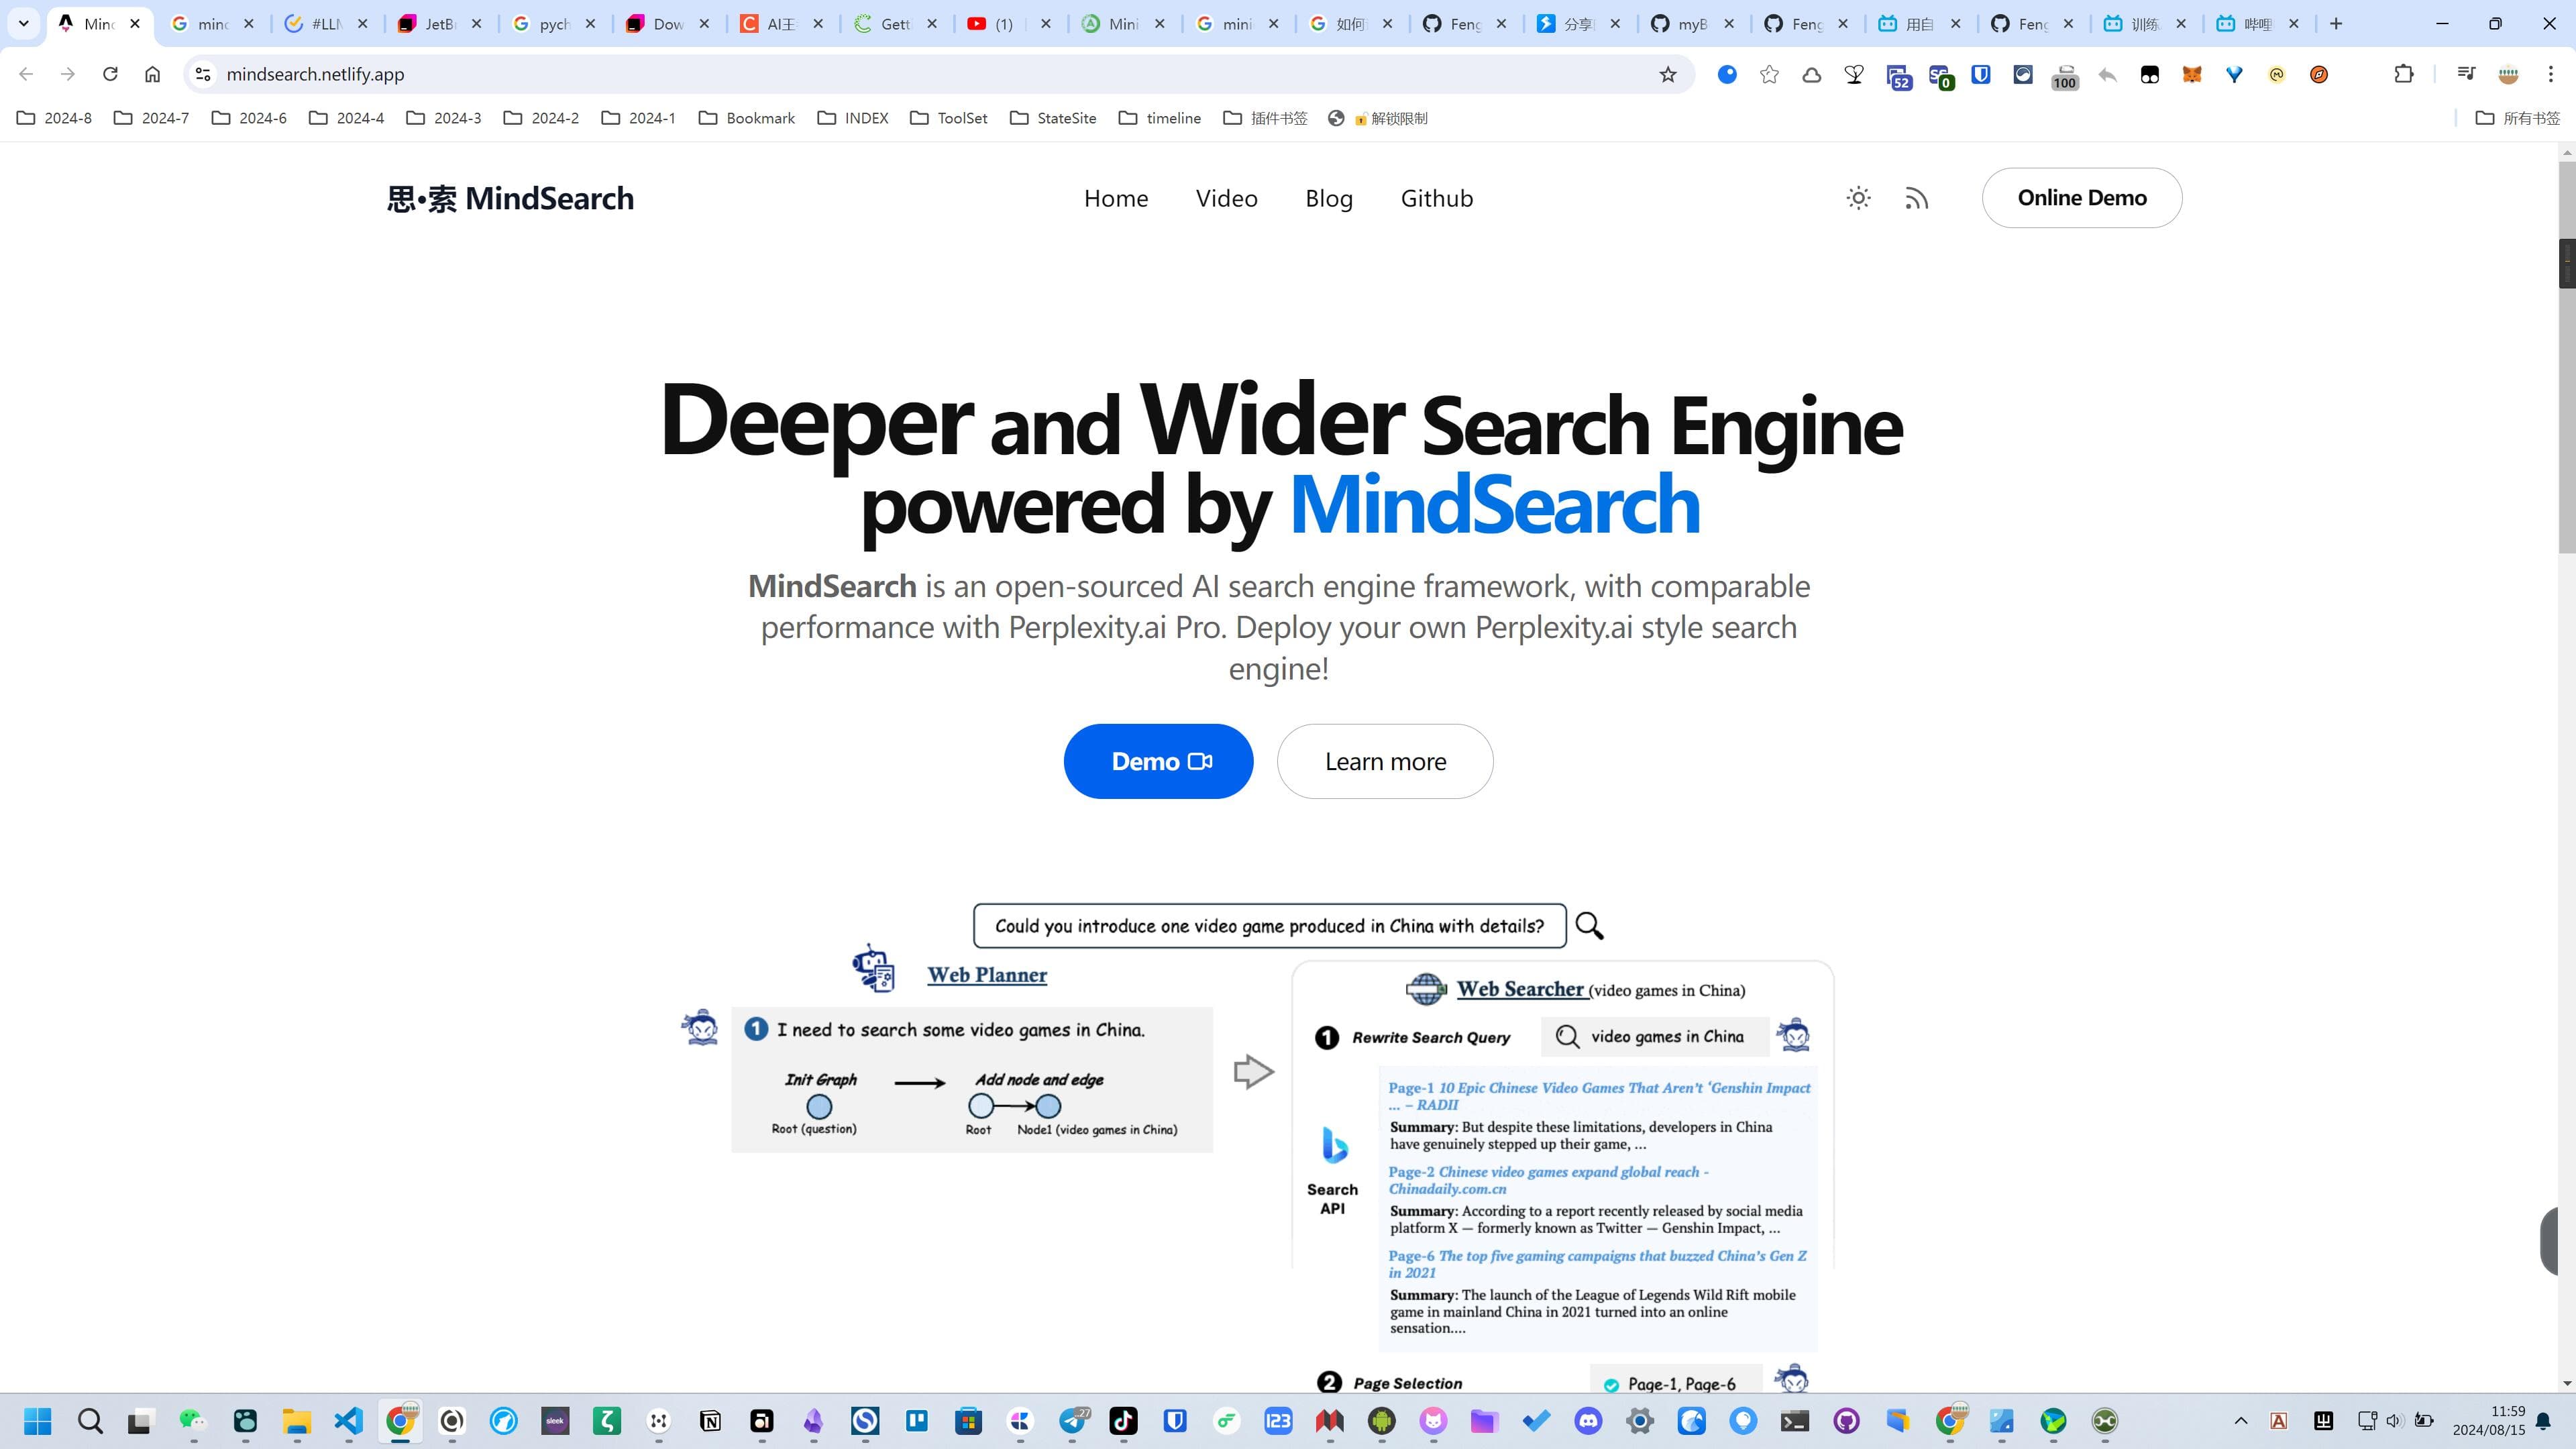 Minc
minc
#LLM
JetB
pych
Dow
AI王
Getti
(1)
Mini
mini
如何
Feng
分享
myB
Feng
用自
Feng
训练
哔哩
mindsearch.netlify.app
52
0
100
2024-8
2024-7
2024-6
2024-4
2024-3
2024-2
2024-1
Bookmark
INDEX
ToolSet
StateSite
timeline
插件书签
解锁限制
所有书签
思·索 MindSearch
Home
Video
Blog
Github
Online Demo
Deeper and Wider Search Engine
powered by MindSearch
MindSearch is an open-sourced AI search engine framework, with comparable
performance with Perplexity.ai Pro. Deploy your own Perplexity.ai style search
engine!
Demo
Learn more
Could you introduce one video game produced in China with details?
Web Planner
1 I need to search some video games in China.
Init Graph
Add node and edge
Root (question)
Root
Node1 (video games in China)
Web Searcher (video games in China)
1 Rewrite Search Query
video games in China
Page-1 10 Epic Chinese Video Games That Aren't 'Genshin Impact
... – RADII
Summary: But despite these limitations, developers in China
have genuinely stepped up their game, ...
Page-2 Chinese video games expand global reach -
Chinadaily.com.cn
Summary: According to a report recently released by social media
platform X — formerly known as Twitter — Genshin Impact, ...
Page-6 The top five gaming campaigns that buzzed China's Gen Z
in 2021
Summary: The launch of the League of Legends Wild Rift mobile
game in mainland China in 2021 turned into an online
sensation....
Search
API
2 Page Selection
Page-1, Page-6
sleek
27
123
11:59
2024/08/15